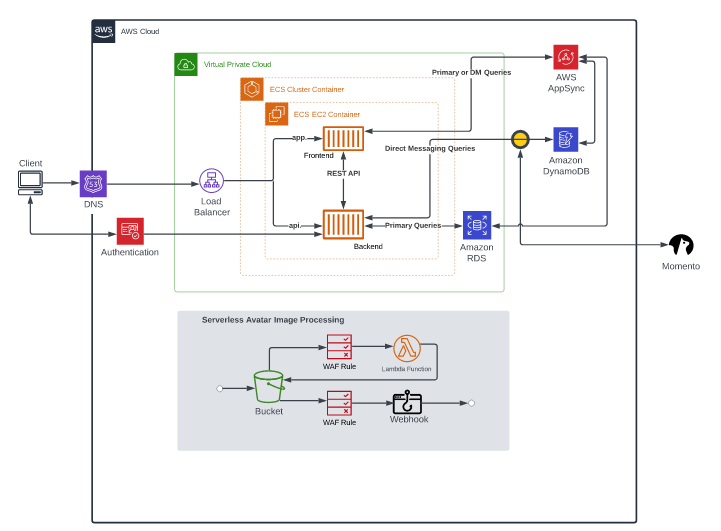 aws
AWS Cloud
Virtual Private Cloud
ECS Cluster Container
ECS EC2 Container
Primary or DM Queries
AWS
AppSync
app.
Frontend
Direct Messaging Queries
Amazon
DynamoDB
Client
REST API
53
DNS
Load
Balancer
api.
Primary Queries
Backend
Authentication
Amazon
RDS
Momento
Serverless Avatar Image Processing
WAF Rule
Lambda Function
Bucket
WAF Rule
Webhook